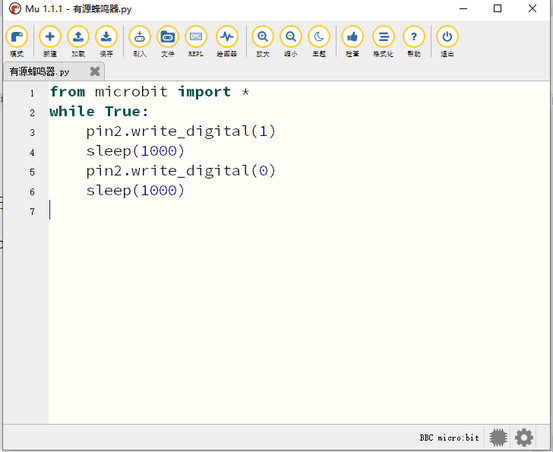 Mu 1.1.1 - 有源蜂鸣器.py
模式 新建 加载 保存 刷入 文件 REPL 绘图器 放大 缩小 主题 检查 格式化 帮助 退出
有源蜂鸣器.py
1 from microbit import *
2 while True:
3 pin2.write_digital(1)
4 sleep(1000)
5 pin2.write_digital(0)
6 sleep(1000)
7
BBC micro:bit